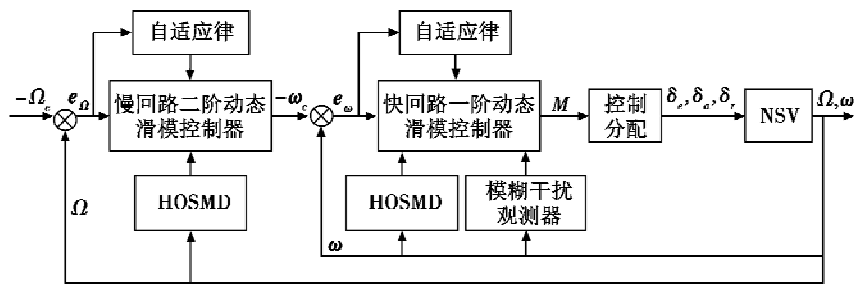 自适应律
自适应律
-Ω_c
e_Ω
慢回路二阶动态
滑模控制器
-ω_c
e_ω
快回路一阶动态
滑模控制器
M
控制
分配
δ_e,δ_a,δ_r
NSV
Ω,ω
Ω
HOSMD
ω
HOSMD
模糊干扰
观测器